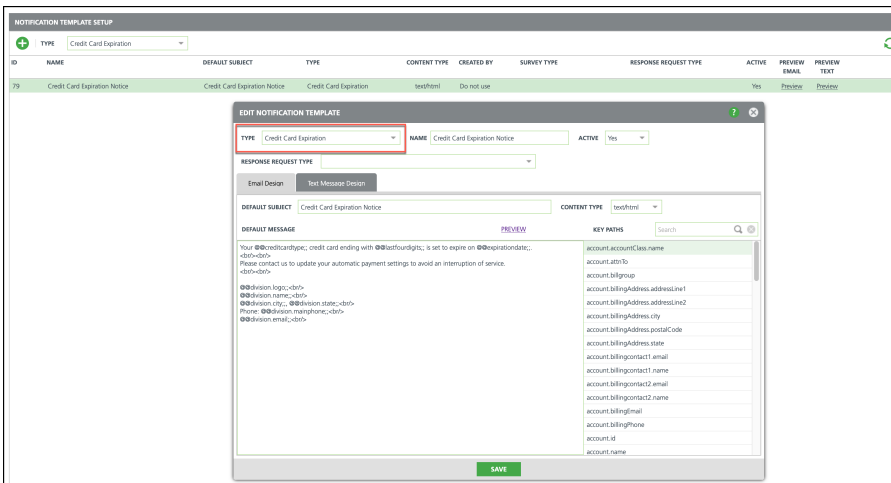 NOTIFICATION TEMPLATE SETUP
TYPE Credit Card Expiration
ID NAME DEFAULT SUBJECT TYPE CONTENT TYPE CREATED BY SURVEY TYPE RESPONSE REQUEST TYPE ACTIVE PREVIEW EMAIL PREVIEW TEXT
79 Credit Card Expiration Notice Credit Card Expiration Notice Credit Card Expiration text/html Do not use Yes Preview Preview
EDIT NOTIFICATION TEMPLATE ?
TYPE Credit Card Expiration NAME Credit Card Expiration Notice ACTIVE Yes
RESPONSE REQUEST TYPE
Email Design Text Message Design
DEFAULT SUBJECT Credit Card Expiration Notice CONTENT TYPE text/html
DEFAULT MESSAGE PREVIEW KEY PATHS Search
Your @@creditcardtype;; credit card ending with @@lastfourdigits;; is set to expire on @@expirationdate;;.
<br/><br/>
Please contact us to update your automatic payment settings to avoid an interruption of service.
<br/><br/>
@@division.logo;;<br/>
@@division.name;;<br/>
@@division.city;;, @@division.state;;<br/>
Phone: @@division.mainphone;;<br/>
@@division.email;;<br/>
account.accountClass.name
account.attnTo
account.billgroup
account.billingAddress.addressLine1
account.billingAddress.addressLine2
account.billingAddress.city
account.billingAddress.postalCode
account.billingAddress.state
account.billingcontact1.email
account.billingcontact1.name
account.billingcontact2.email
account.billingcontact2.name
account.billingEmail
account.billingPhone
account.id
account.name
SAVE